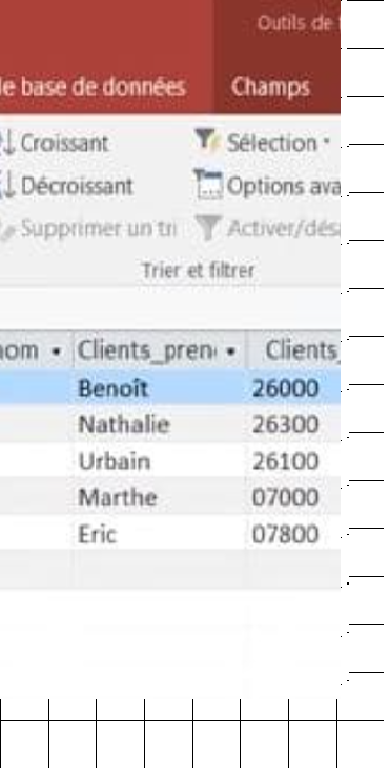 Outils de
le base de données Champs
Croissant Sélection
Décroissant Options ava
Supprimer un tri Activer/dés
Trier et filtrer
nom Clients_pren Clients_
Benoît 26000
Nathalie 26300
Urbain 26100
Marthe 07000
Eric 07800